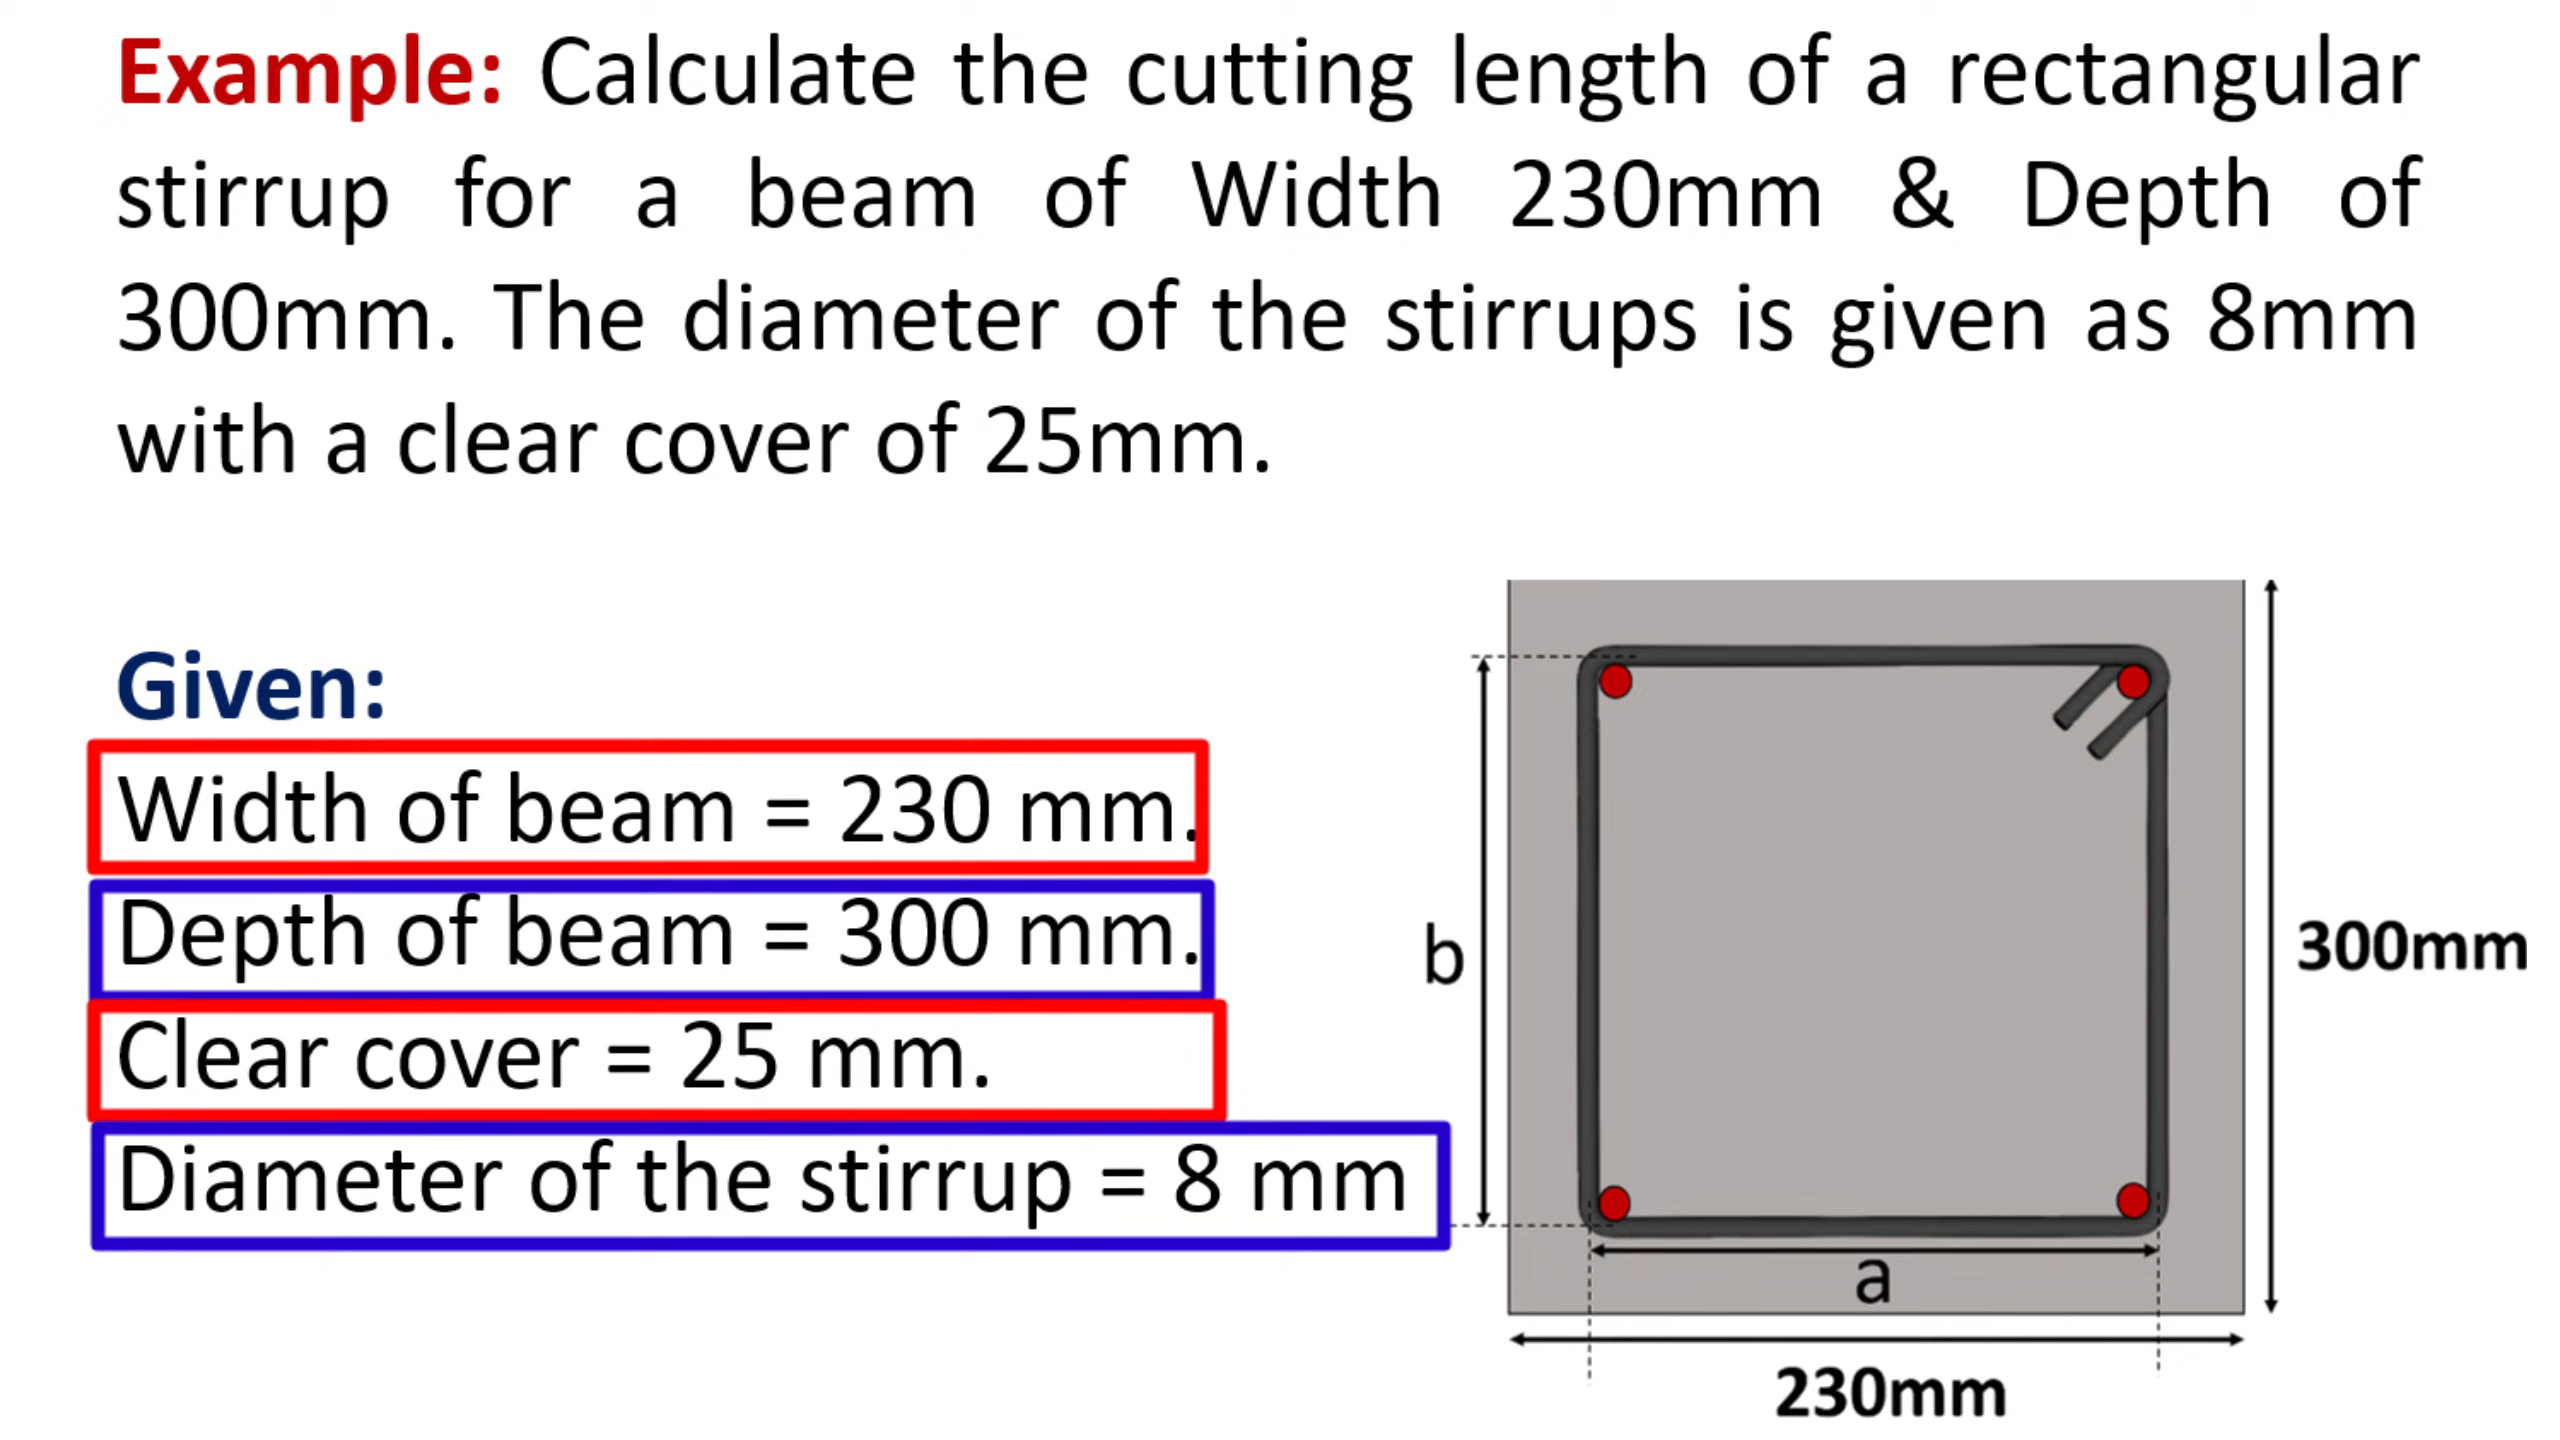 Example: Calculate the cutting length of a rectangular
stirrup for a beam of Width 230mm & Depth of
300mm. The diameter of the stirrups is given as 8mm
with a clear cover of 25mm.
Given:
Width of beam = 230 mm.
Depth of beam = 300 mm.
Clear cover = 25 mm.
Diameter of the stirrup = 8 mm
b
300mm
a
230mm